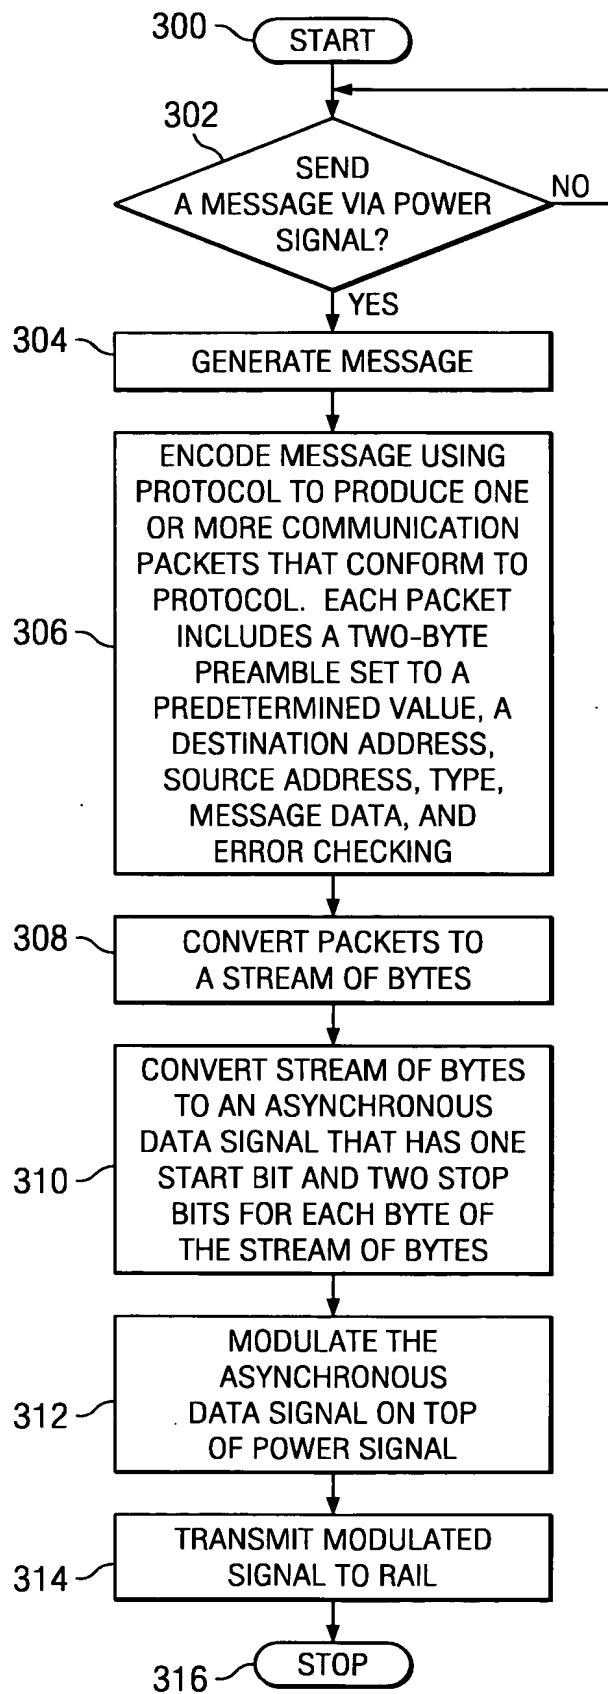 300
START
302
SEND
A MESSAGE VIA POWER
SIGNAL?
NO
YES
304
GENERATE MESSAGE
306
ENCODE MESSAGE USING
PROTOCOL TO PRODUCE ONE
OR MORE COMMUNICATION
PACKETS THAT CONFORM TO
PROTOCOL. EACH PACKET
INCLUDES A TWO-BYTE
PREAMBLE SET TO A
PREDETERMINED VALUE, A
DESTINATION ADDRESS,
SOURCE ADDRESS, TYPE,
MESSAGE DATA, AND
ERROR CHECKING
308
CONVERT PACKETS TO
A STREAM OF BYTES
310
CONVERT STREAM OF BYTES
TO AN ASYNCHRONOUS
DATA SIGNAL THAT HAS ONE
START BIT AND TWO STOP
BITS FOR EACH BYTE OF
THE STREAM OF BYTES
312
MODULATE THE
ASYNCHRONOUS
DATA SIGNAL ON TOP
OF POWER SIGNAL
314
TRANSMIT MODULATED
SIGNAL TO RAIL
316
STOP